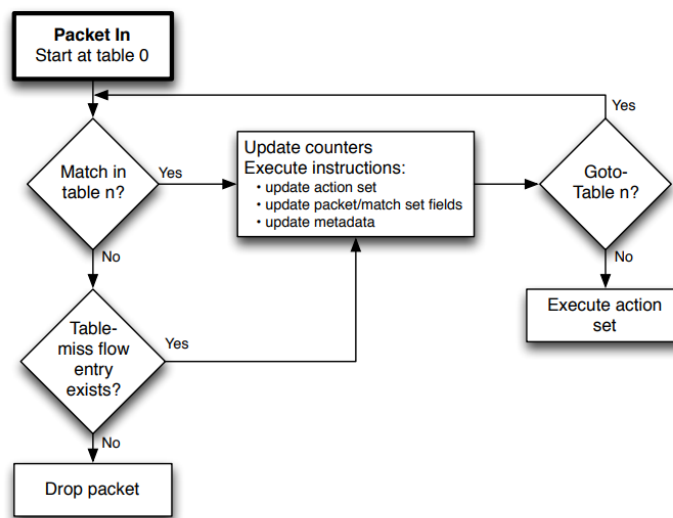 Packet In
Start at table 0
Yes
Match in
table n?
Yes
Update counters
Execute instructions:
• update action set
• update packet/match set fields
• update metadata
Goto-
Table n?
No
No
Table-
miss flow
entry
exists?
Yes
Execute action
set
No
Drop packet